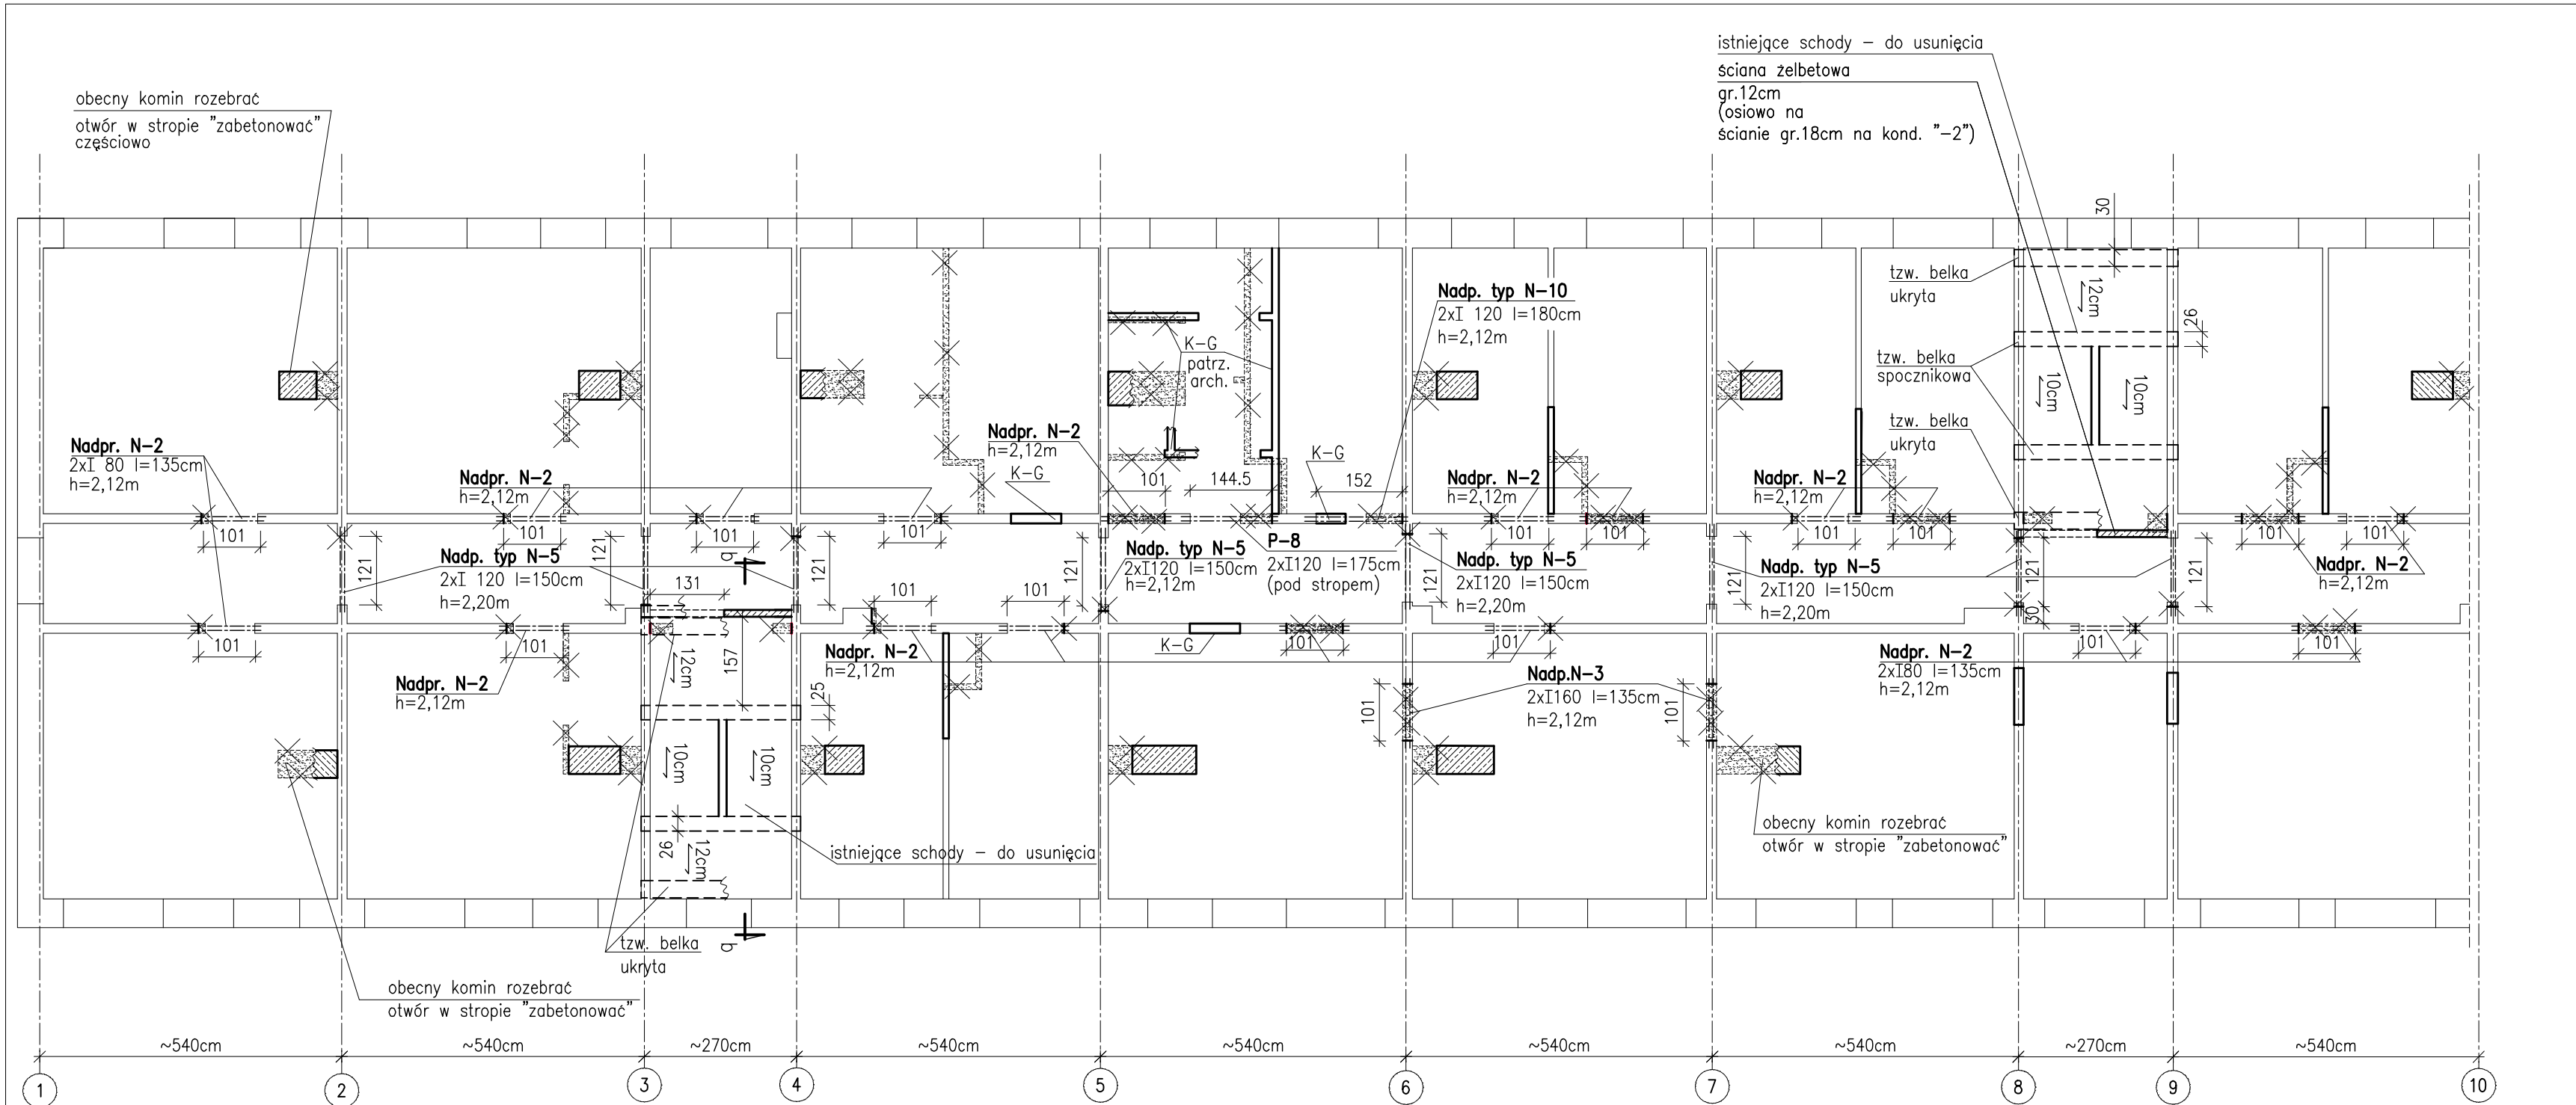 istniejące schody – do usunięcia
ściana żelbetowa
gr.12cm
(osiowo na
ścianie gr.18cm na kond. "–2")
obecny komin rozebrać
otwór w stropie "zabetonować"
częściowo
30
tzw. belka
ukryta
12cm
26
Nadp. typ N–10
2xI 120 l=180cm
h=2,12m
K–G
patrz.
arch.
tzw. belka
spocznikowa
10cm
10cm
tzw. belka
ukryta
Nadpr. N–2
2xI 80 l=135cm
h=2,12m
Nadpr. N–2
h=2,12m
Nadpr. N–2
h=2,12m
K–G
K–G
101
144.5
152
Nadpr. N–2
h=2,12m
Nadpr. N–2
h=2,12m
101
101
101
101
101
101
101
101
101
101
121
Nadp. typ N–5
2xI 120 l=150cm
h=2,20m
121
131
b
121
101
101
121
Nadp. typ N–5
2xI120 l=150cm
h=2,12m
P–8
2xI120 l=175cm
(pod stropem)
121
Nadp. typ N–5
2xI120 l=150cm
h=2,20m
121
Nadp. typ N–5
2xI120 l=150cm
h=2,20m
121
30
121
Nadpr. N–2
h=2,12m
101
101
Nadpr. N–2
h=2,12m
12cm
157
25
Nadpr. N–2
h=2,12m
K–G
101
101
101
Nadp.N–3
2xI160 l=135cm
h=2,12m
101
Nadpr. N–2
2xI80 l=135cm
h=2,12m
101
101
10cm
10cm
26
12cm
istniejące schody – do usunięcia
obecny komin rozebrać
otwór w stropie "zabetonować"
tzw. belka
ukryta
b
obecny komin rozebrać
otwór w stropie "zabetonować"
~540cm
~540cm
~270cm
~540cm
~540cm
~540cm
~540cm
~270cm
~540cm
1
2
3
4
5
6
7
8
9
10